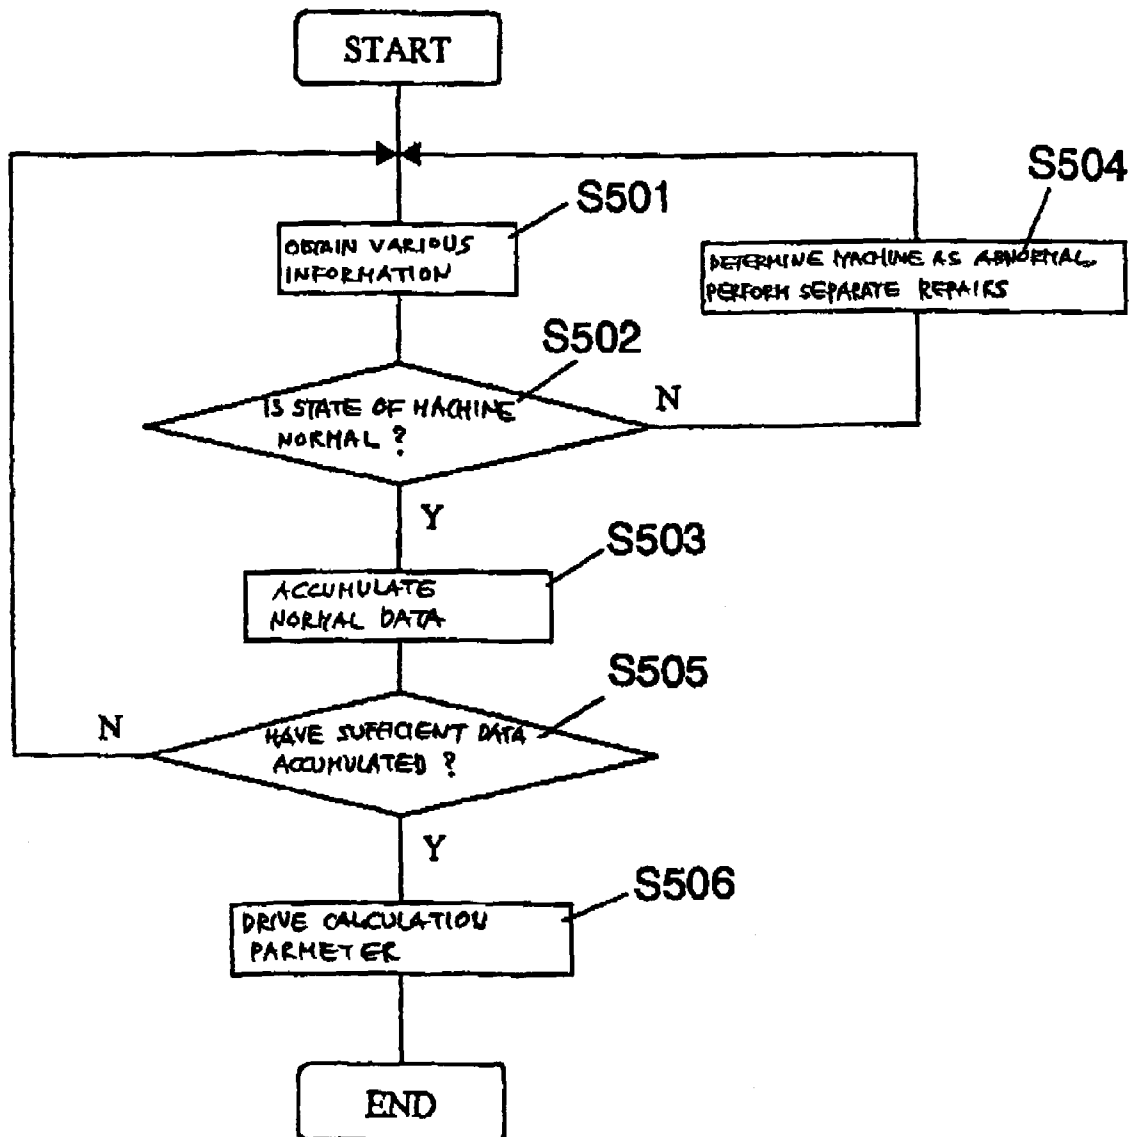 START
S501
OBTAIN VARIOUS
INFORMATION
S504
DETERMINE MACHINE AS ABNORMAL,
PERFORM SEPARATE REPAIRS
S502
IS STATE OF MACHINE
NORMAL ?
N
Y
S503
ACCUMULATE
NORMAL DATA
S505
HAVE SUFFICIENT DATA
ACCUMULATED ?
N
Y
S506
DRIVE CALCULATION
PARMETER
END